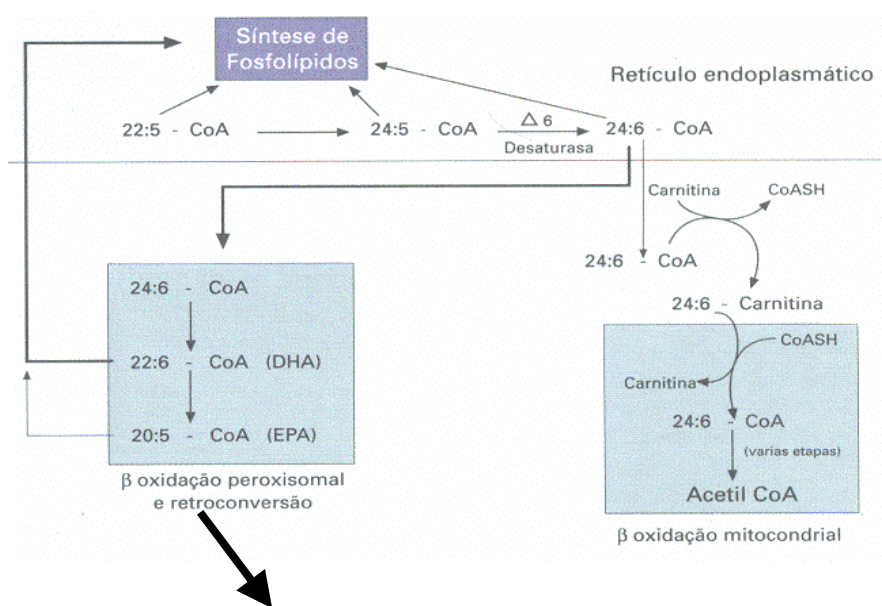 Síntese de
Fosfolípidos
Retículo endoplasmático
22:5 - CoA
24:5 - CoA
△ 6
Desaturasa
24:6 - CoA
Carnitina
CoASH
24:6 - CoA
24:6 - Carnitina
24:6 - CoA
22:6 - CoA (DHA)
20:5 - CoA (EPA)
β oxidação peroxisomal
e retroconversão
CoASH
Carnitina
24:6 - CoA
(varias etapas)
Acetil CoA
β oxidação mitocondrial